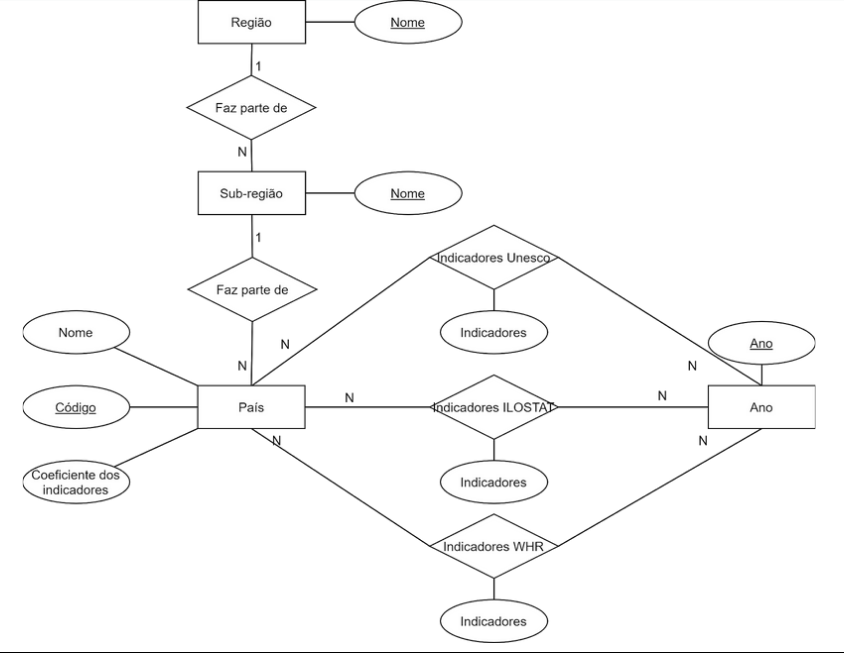 Região
Nome
1
Faz parte de
N
Sub-região
Nome
1
Indicadores Unesco
Faz parte de
Nome
N
Indicadores
Ano
N
N
País
Código
N
Indicadores ILOSTAT
N
Ano
N
N
Coeficiente dos
indicadores
Indicadores
Indicadores WHR
Indicadores